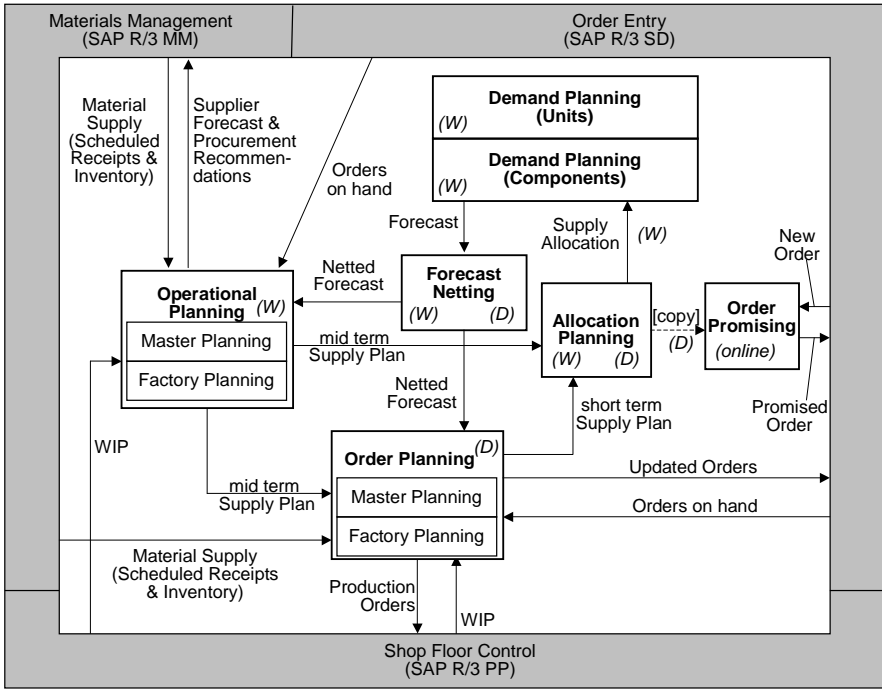 Materials Management
(SAP R/3 MM)
Order Entry
(SAP R/3 SD)
Material
Supply
(Scheduled
Receipts &
Inventory)
Supplier
Forecast &
Procurement
Recommen-
dations
Orders
on hand
Demand Planning
(Units)
(W)
Demand Planning
(Components)
(W)
Forecast
Supply
Allocation
(W)
New
Order
Netted
Forecast
Forecast
Netting
(W)
(D)
Operational
Planning
(W)
Master Planning
Factory Planning
mid term
Supply Plan
Allocation
Planning
(W)
(D)
[copy]
(D)
Order
Promising
(online)
Netted
Forecast
short term
Supply Plan
Promised
Order
WIP
mid term
Supply Plan
Order Planning
(D)
Master Planning
Factory Planning
Updated Orders
Orders on hand
Material Supply
(Scheduled Receipts
& Inventory)
Production
Orders
WIP
Shop Floor Control
(SAP R/3 PP)